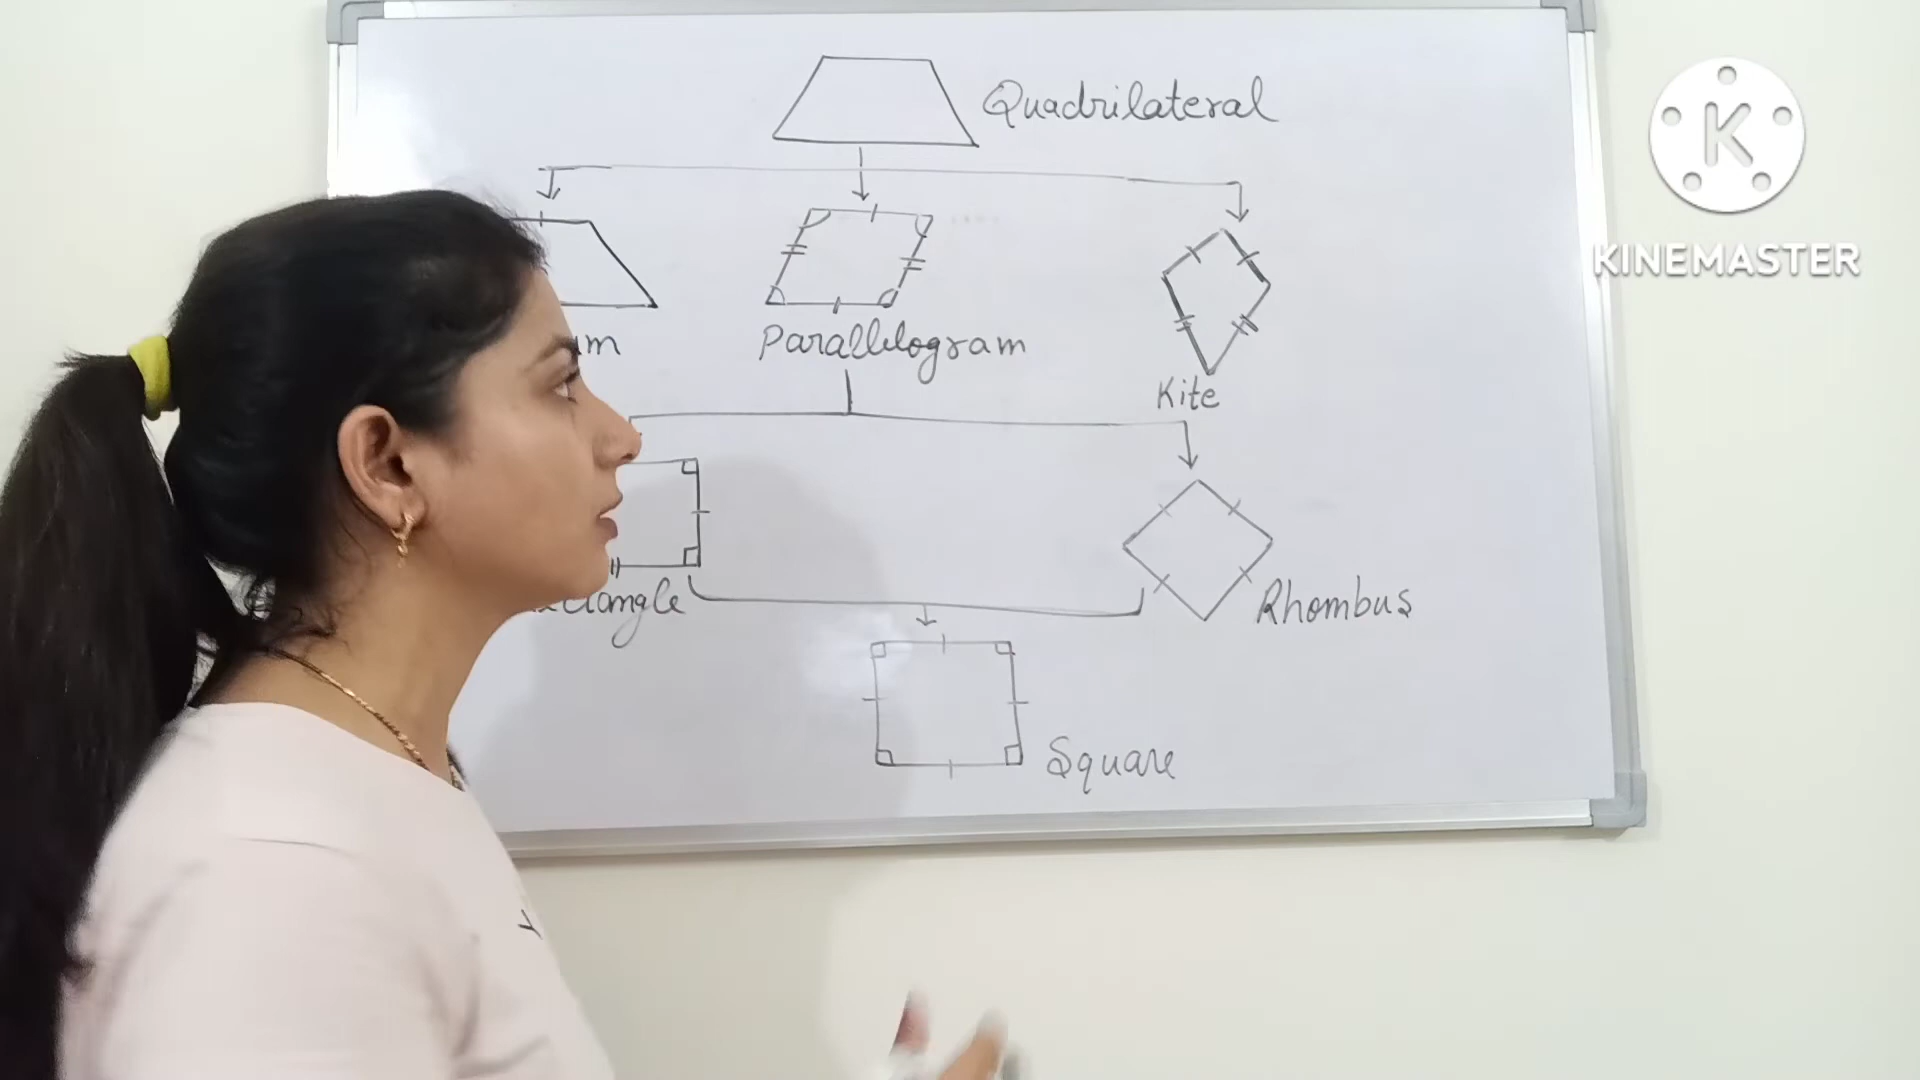 Quadrilateral
K
KINEMASTER
Parallelogram
Kite
Rhombus
Square